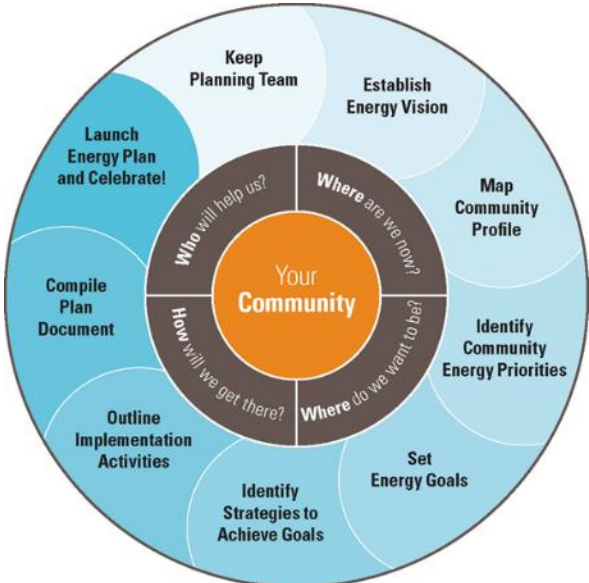 Keep
Planning Team
Establish
Energy Vision
Map
Community
Profile
Identify
Community
Energy Priorities
Set
Energy Goals
Identify
Strategies to
Achieve Goals
Outline
Implementation
Activities
Compile
Plan
Document
Launch
Energy Plan
and Celebrate!
Who will help us?
Where are we now?
Where do we want to be?
How will we get there?
Your
Community